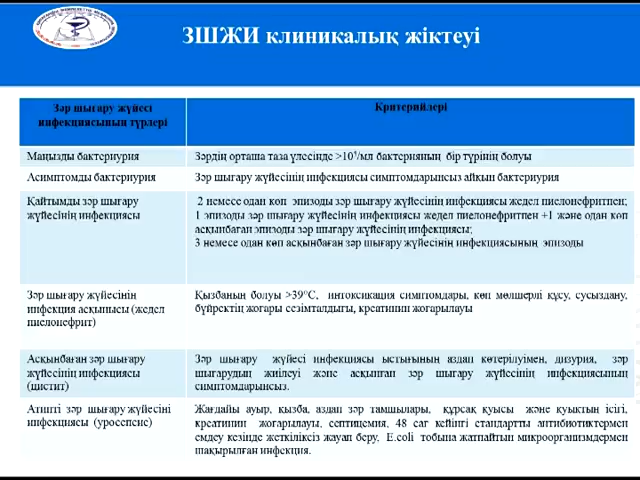 ЗШЖИ клиникалық жіктеуі
Зәр шығару жүйесі
инфекциясының түрлері
Критерийлері
Маңызды бактериурия
Зәрдің орташа таза үлесінде >10⁵/мл бактерияның бір түрінің болуы
Асимптомды бактериурия
Зәр шығару жүйесінің инфекциясы симптомдарынсыз айқын бактериурия
Қайтымды зәр шығару
жүйесінің инфекциясы
2 немесе одан көп эпизоды зәр шығару жүйесінің инфекциясы жедел пиелонефритпен;
1 эпизоды зәр шығару жүйесінің инфекциясы жедел пиелонефритпен +1 және одан көп
асқынбаған эпизоды зәр шығару жүйесінің инфекциясы;
3 немесе одан көп асқынбаған зәр шығару жүйесінің инфекциясының эпизоды
Зәр шығару жүйесінің
инфекция асқынысы (жедел
пиелонефрит)
Қызбаның болуы >39°С, интоксикация симптомдары, көп мөлшерлі құсу, сусыздану,
бүйректің жоғары сезімталдығы, креатинин жоғарылауы
Асқынбаған зәр шығару
жүйесінің инфекциясы
(цистит)
Зәр шығару жүйесі инфекциясы ыстығының аздап көтерілуімен, дизурия, зәр
шығарудың жиілеуі және асқынған зәр шығару жүйесінің инфекциясының
симптомдарынсыз.
Атипті зәр шығару жүйесіні
инфекциясы (уросепсис)
Жағдайы ауыр, қызба, аздап зәр тамшылары, құрсақ қуысы және қуықтың ісігі,
креатинин жоғарылауы, септицемия, 48 сағ кейінгі стандартты антибиотиктермен
емдеу кезінде жеткіліксіз жауап беру, E.coli тобына жатпайтын микроорганизмдермен
шақырылған инфекция.